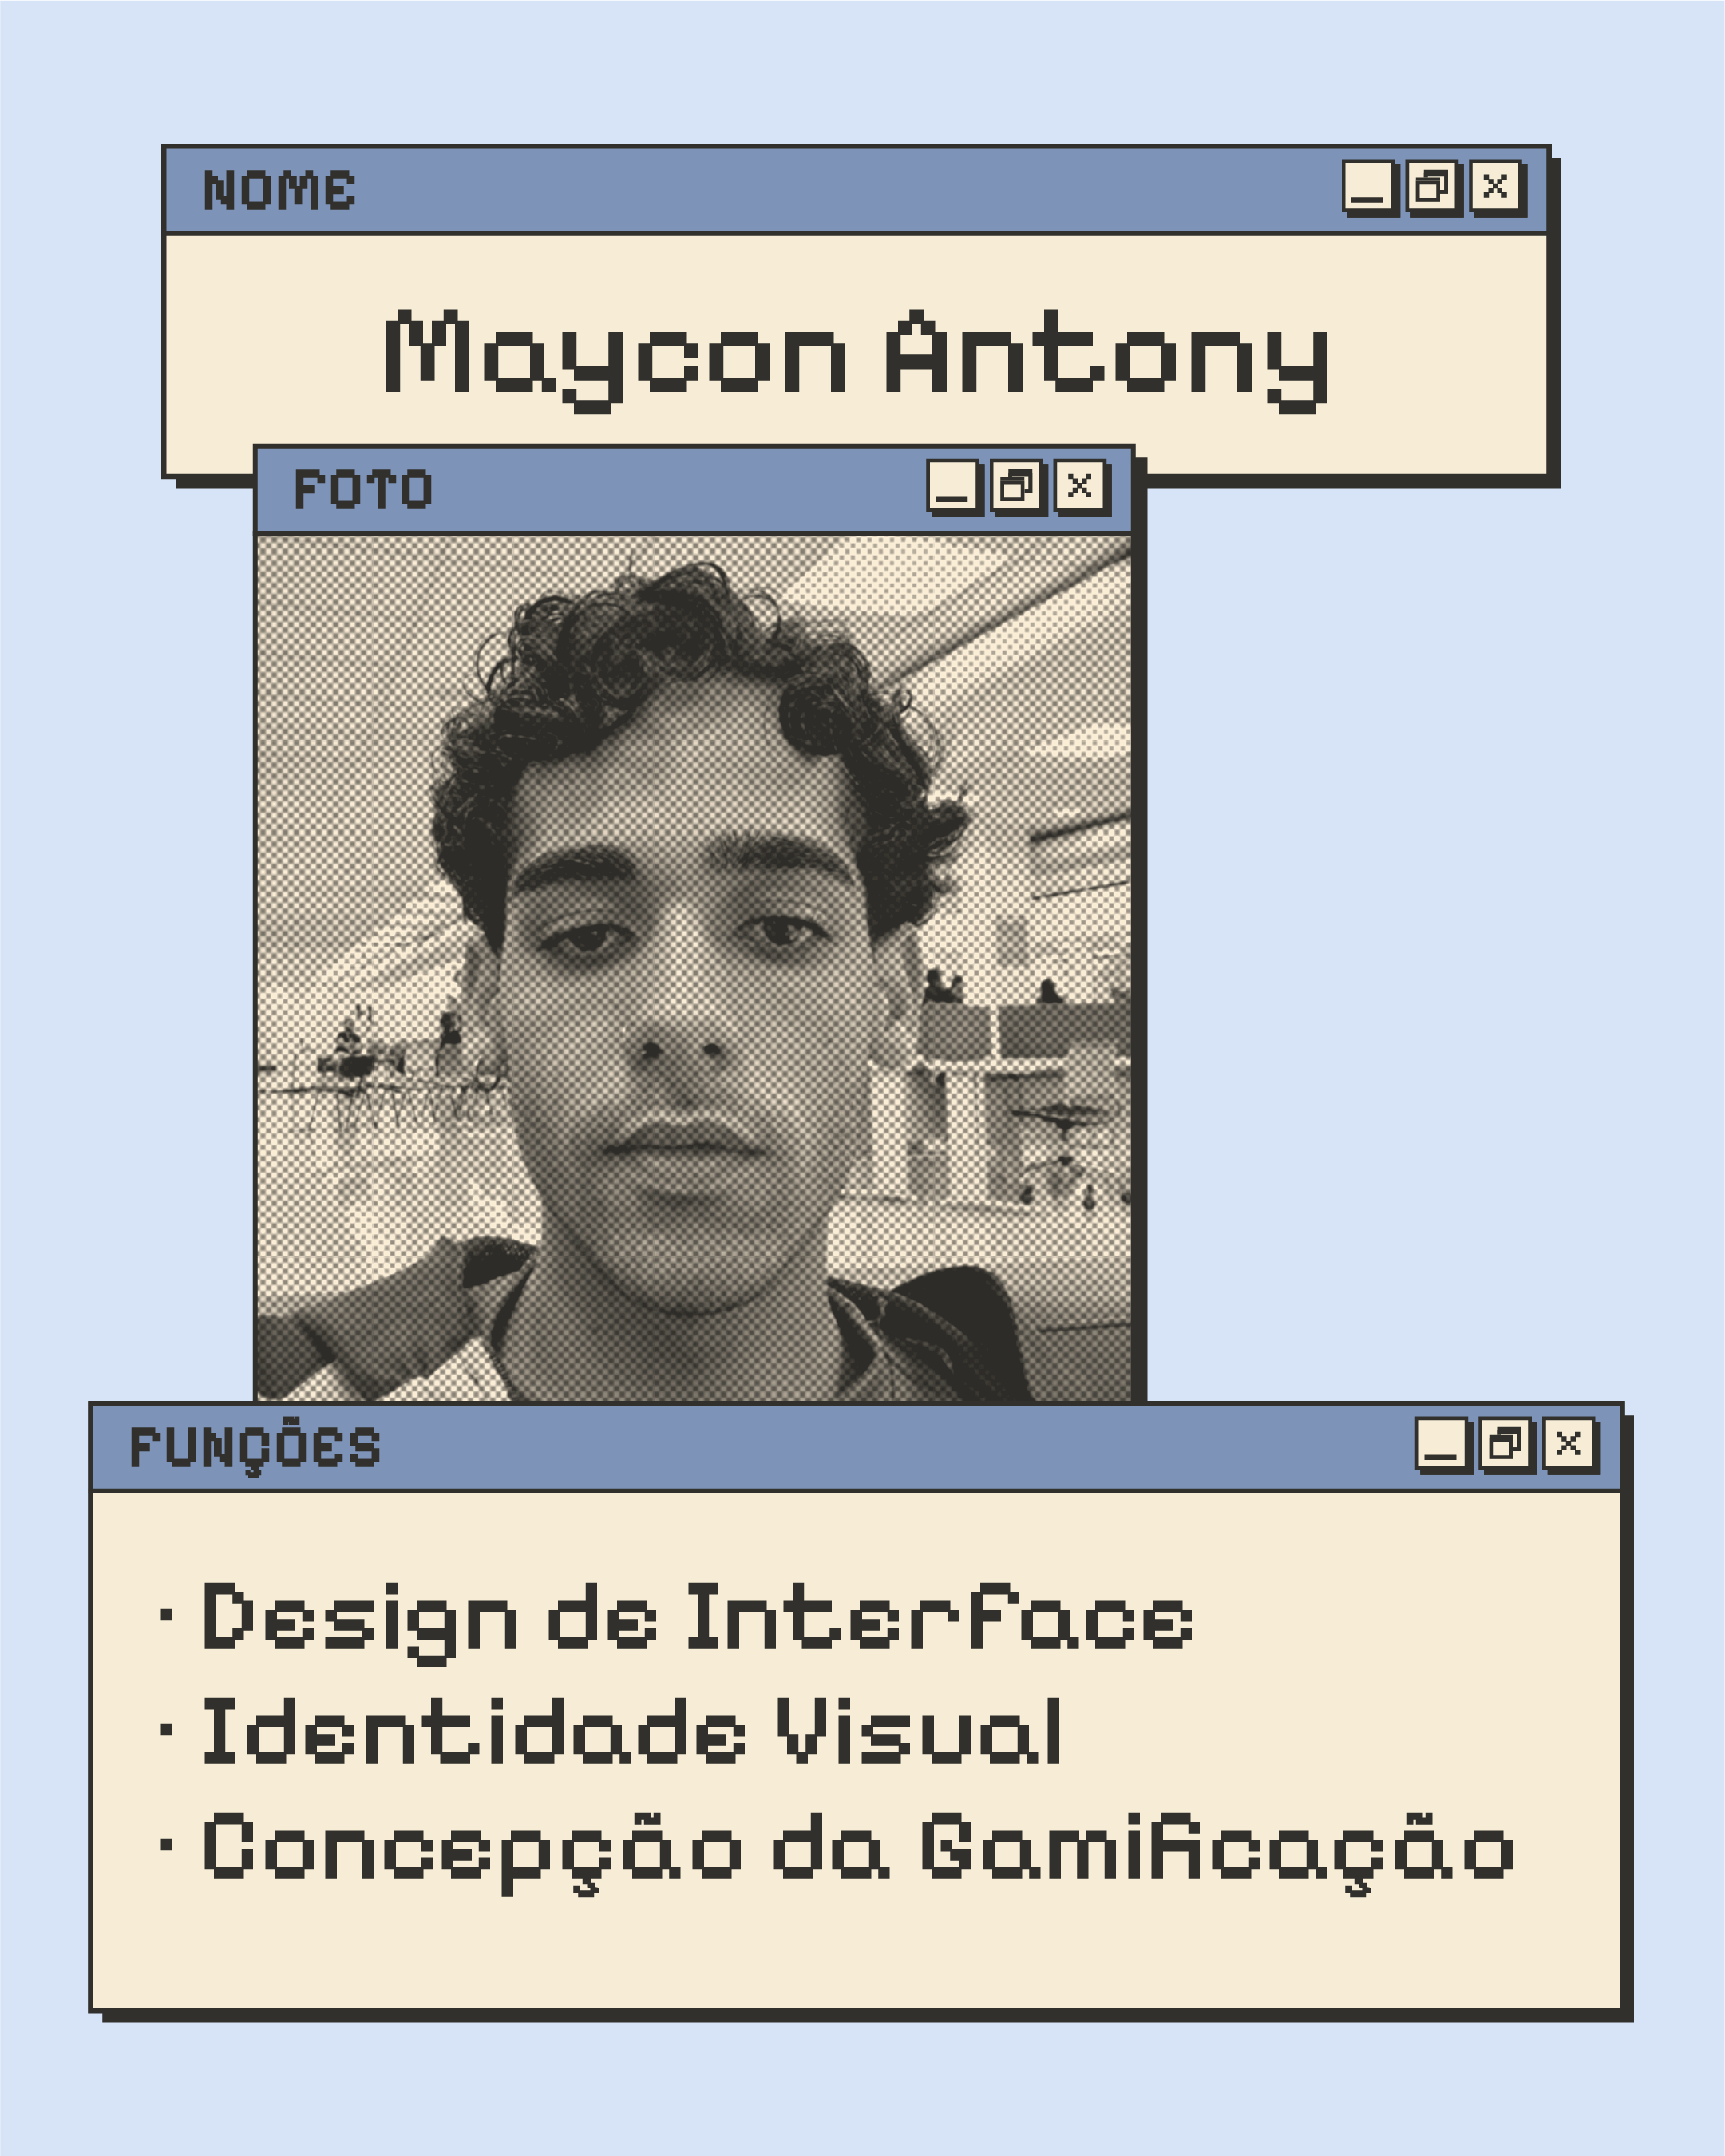 NOME
Maycon Antony
FOTO
FUNÇÕES
· Design de Interface
· Identidade Visual
· Concepção da Gamificação